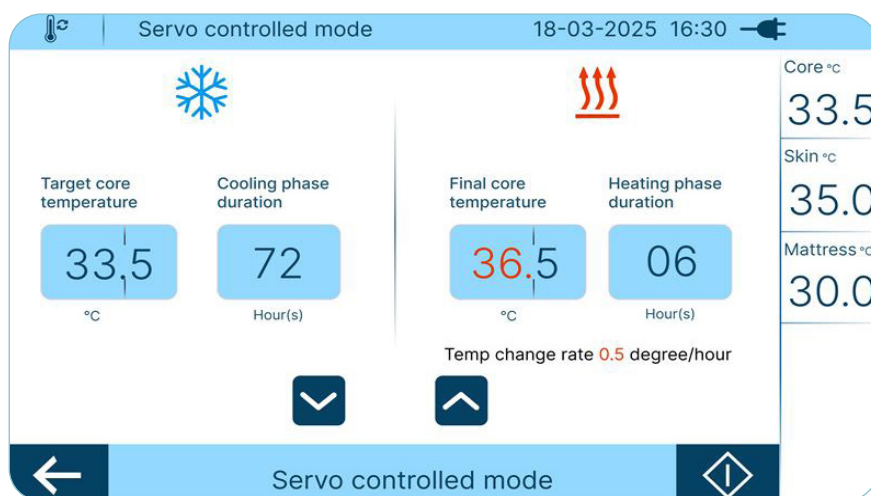 Servo controlled mode 18-03-2025 16:30
Core °C
33.5
Skin °C
35.0
Mattress °C
30.0
Target core temperature
33.5
°C
Cooling phase duration
72
Hour(s)
Final core temperature
36.5
°C
Heating phase duration
06
Hour(s)
Temp change rate 0.5 degree/hour
Servo controlled mode